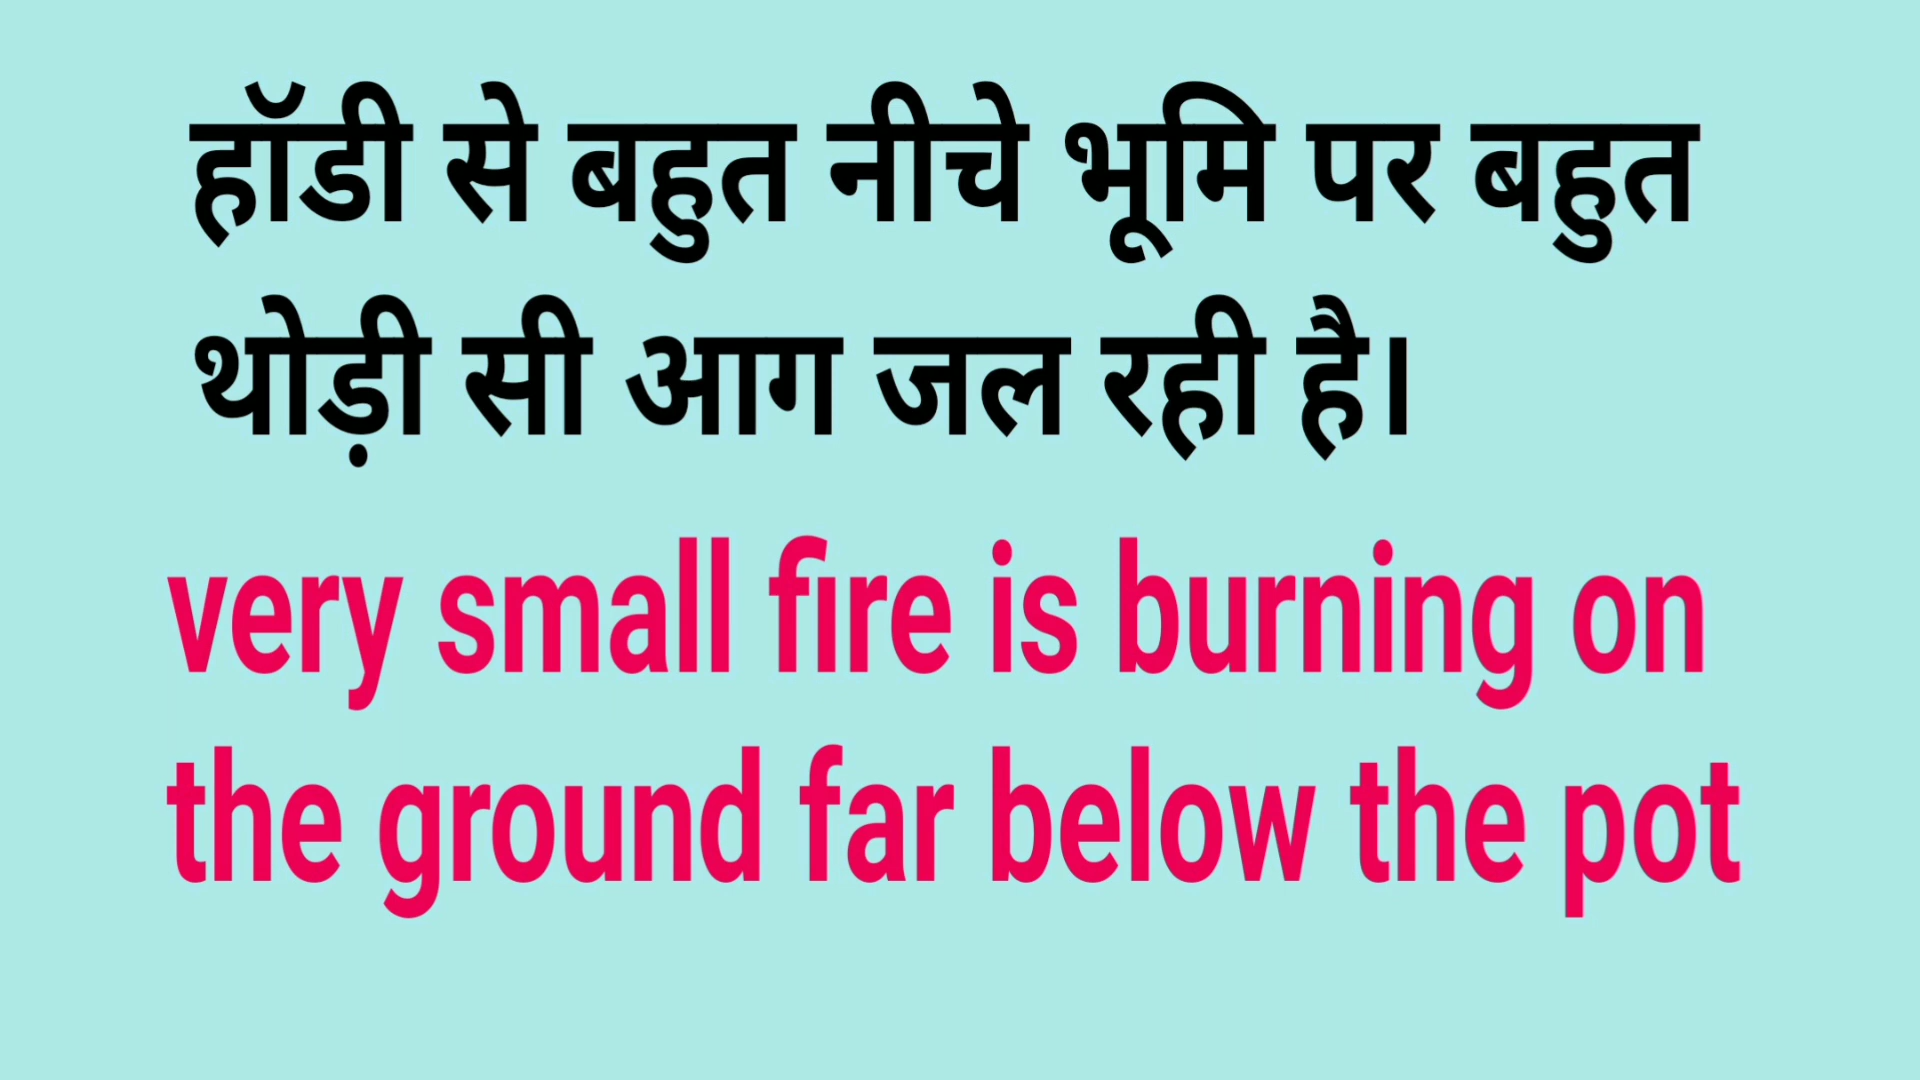 हॉडी से बहुत नीचे भूमि पर बहुत
थोड़ी सी आग जल रही है।
very small fire is burning on
the ground far below the pot